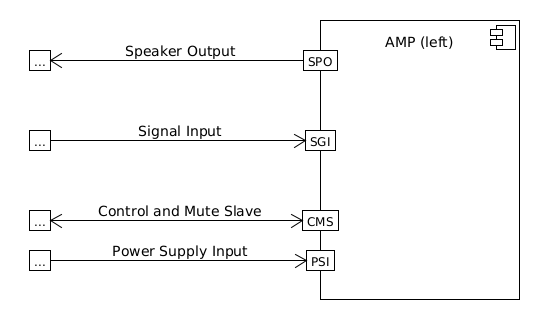 AMP (left)
Speaker Output
... SPO
Signal Input
... SGI
Control and Mute Slave
... CMS
Power Supply Input
... PSI